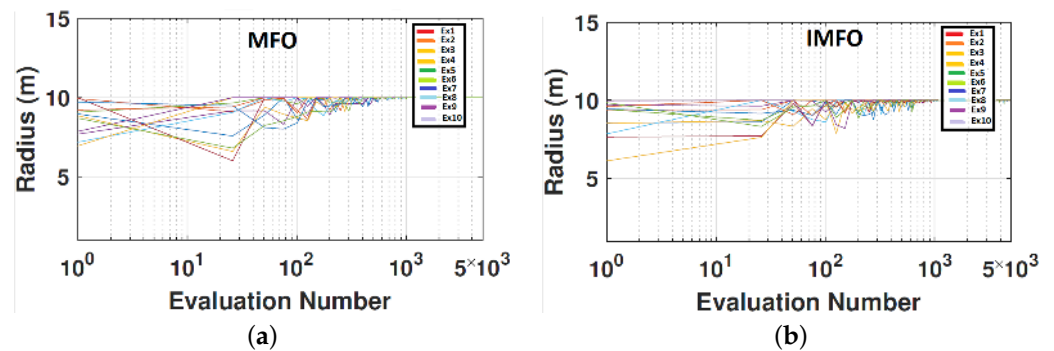 15
MFO
Ex1
Ex2
Ex3
Ex4
Ex5
Ex6
Ex7
Ex8
Ex9
Ex10
10
5
Radius (m)
10^0 10^1 10^2 10^3 5×10^3
Evaluation Number
(a)
15
IMFO
Ex1
Ex2
Ex3
Ex4
Ex5
Ex6
Ex7
Ex8
Ex9
Ex10
10
5
Radius (m)
10^0 10^1 10^2 10^3 5×10^3
Evaluation Number
(b)